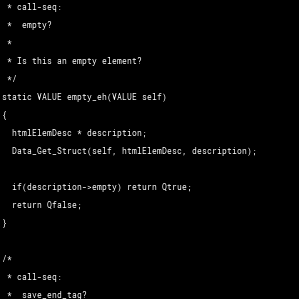 * call-seq:
*  empty?
*
* Is this an empty element?
*/
static VALUE empty_eh(VALUE self)
{
  htmlElemDesc * description;
  Data_Get_Struct(self, htmlElemDesc, description);

  if(description->empty) return Qtrue;
  return Qfalse;
}

/*
* call-seq:
*  save_end_tag?